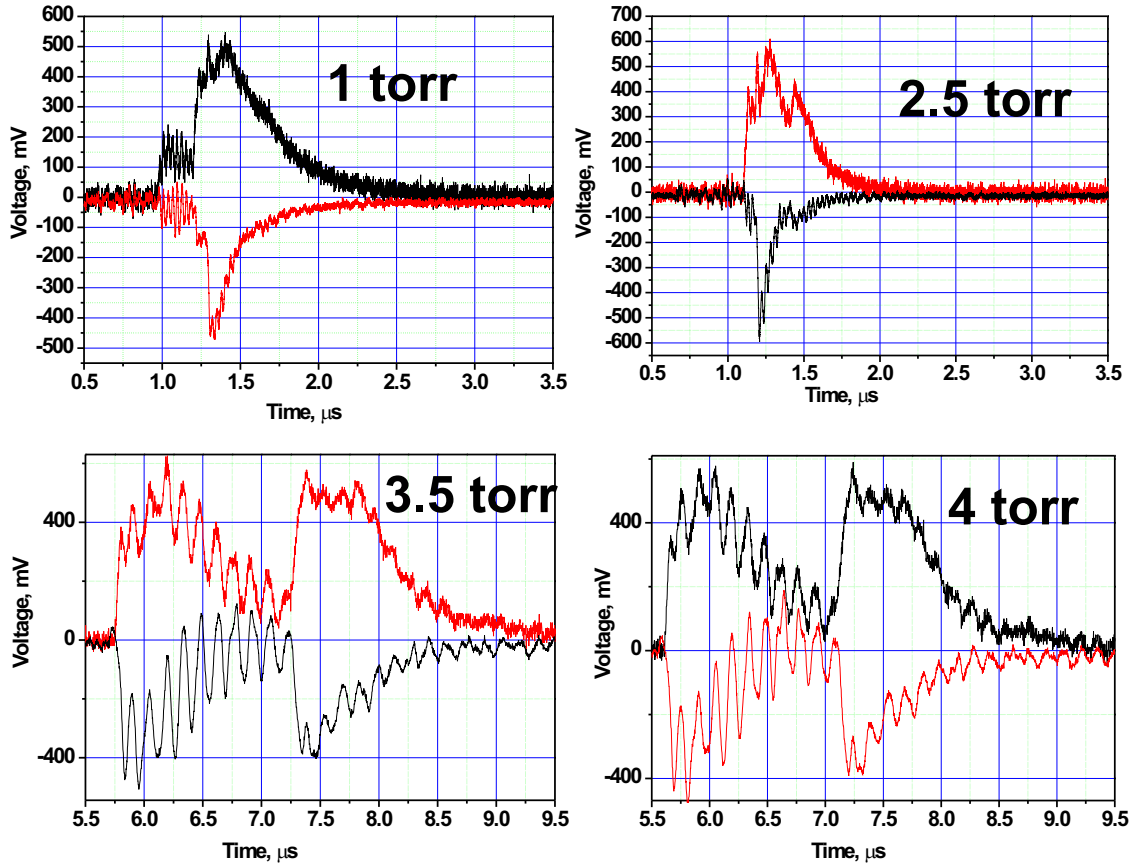 600
500
400
300
200
100
0
-100
-200
-300
-400
-500
Voltage, mV
1 torr
0.5 1.0 1.5 2.0 2.5 3.0 3.5
Time, μs
700
600
500
400
300
200
100
0
-100
-200
-300
-400
-500
-600
Voltage, mV
2.5 torr
0.5 1.0 1.5 2.0 2.5 3.0 3.5
Time, μs
400
0
-400
Voltage, mV
3.5 torr
5.5 6.0 6.5 7.0 7.5 8.0 8.5 9.0 9.5
Time, μs
400
0
-400
Voltage, mV
4 torr
5.5 6.0 6.5 7.0 7.5 8.0 8.5 9.0 9.5
Time, μs